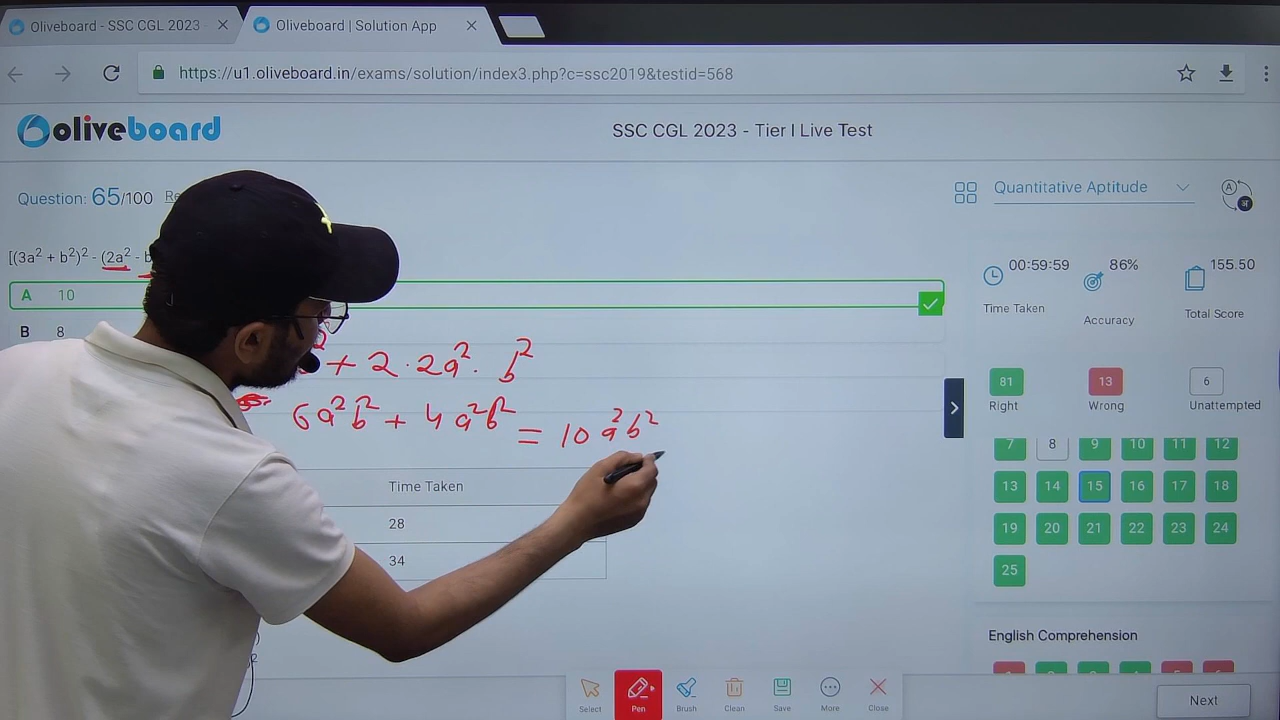 Oliveboard - SSC CGL 2023
Oliveboard | Solution App
https://u1.oliveboard.in/exams/solution/index3.php?c=ssc2019&testid=568
oliveboard
SSC CGL 2023 - Tier I Live Test
Question: 65/100 Re
Quantitative Aptitude
[(3a² + b²)² - (2a² - b
A 10
B 8
00:59:59
Time Taken
86%
Accuracy
155.50
Total Score
81
Right
13
Wrong
6
Unattempted
² + 2 · 2a² · b²
6a²b² + 4a²b² = 10a²b²
7 8 9 10 11 12
13 14 15 16 17 18
19 20 21 22 23 24
25
Time Taken
28
34
English Comprehension
Select
Pen
Brush
Clean
Save
More
Close
Next